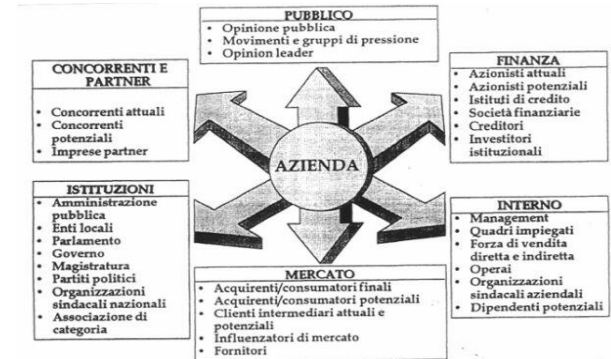 PUBBLICO
• Opinione pubblica
• Movimenti e gruppi di pressione
• Opinion leader
CONCORRENTI E
PARTNER
• Concorrenti attuali
• Concorrenti
potenziali
• Imprese partner
FINANZA
• Azionisti attuali
• Azionisti potenziali
• Istituti di credito
• Società finanziarie
• Creditori
• Investitori
istituzionali
AZIENDA
ISTITUZIONI
• Amministrazione
pubblica
• Enti locali
• Parlamento
• Governo
• Magistratura
• Partiti politici
• Organizzazioni
sindacali nazionali
• Associazione di
categoria
INTERNO
• Management
• Quadri impiegati
• Forza di vendita
diretta e indiretta
• Operai
• Organizzazioni
sindacali aziendali
• Dipendenti potenziali
MERCATO
• Acquirenti/consumatori finali
• Acquirenti/consumatori potenziali
• Clienti intermediari attuali e
potenziali
• Influenzatori di mercato
• Fornitori